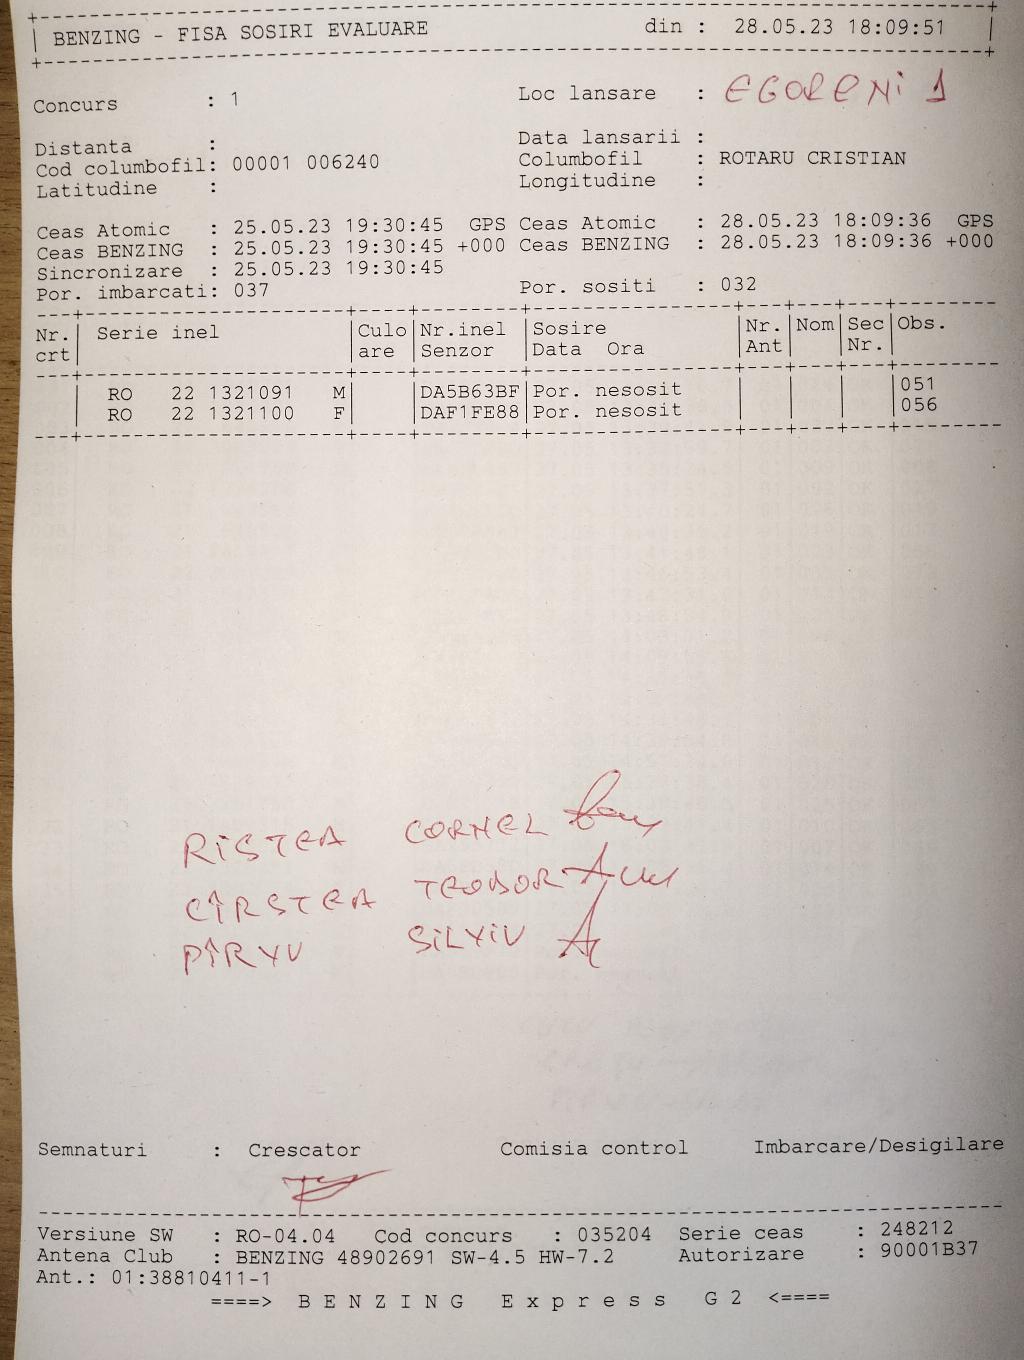 BENZING - FISA SOSIRI EVALUARE din : 28.05.23 18:09:51
Concurs : 1 Loc lansare : EGORENI 1
Distanta : Data lansarii :
Cod columbofil: 00001 006240 Columbofil : ROTARU CRISTIAN
Latitudine : Longitudine :
Ceas Atomic : 25.05.23 19:30:45 GPS Ceas Atomic : 28.05.23 18:09:36 GPS
Ceas BENZING : 25.05.23 19:30:45 +000 Ceas BENZING : 28.05.23 18:09:36 +000
Sincronizare : 25.05.23 19:30:45
Por. imbarcati: 037 Por. sositi : 032
Nr. Serie inel Culo Nr.inel Sosire Nr. Nom Sec Obs.
crt are Senzor Data Ora Ant Nr.
RO 22 1321091 M DA5B63BF Por. nesosit 051
RO 22 1321100 F DAF1FE88 Por. nesosit 056
RISTEA CORNEL
CÎRSTEA TEODOR
PÎRVU SILVIU
Semnaturi : Crescator Comisia control Imbarcare/Desigilare
Versiune SW : RO-04.04 Cod concurs : 035204 Serie ceas : 248212
Antena Club : BENZING 48902691 SW-4.5 HW-7.2 Autorizare : 90001B37
Ant.: 01:38810411-1
====> B E N Z I N G E x p r e s s G 2 <====